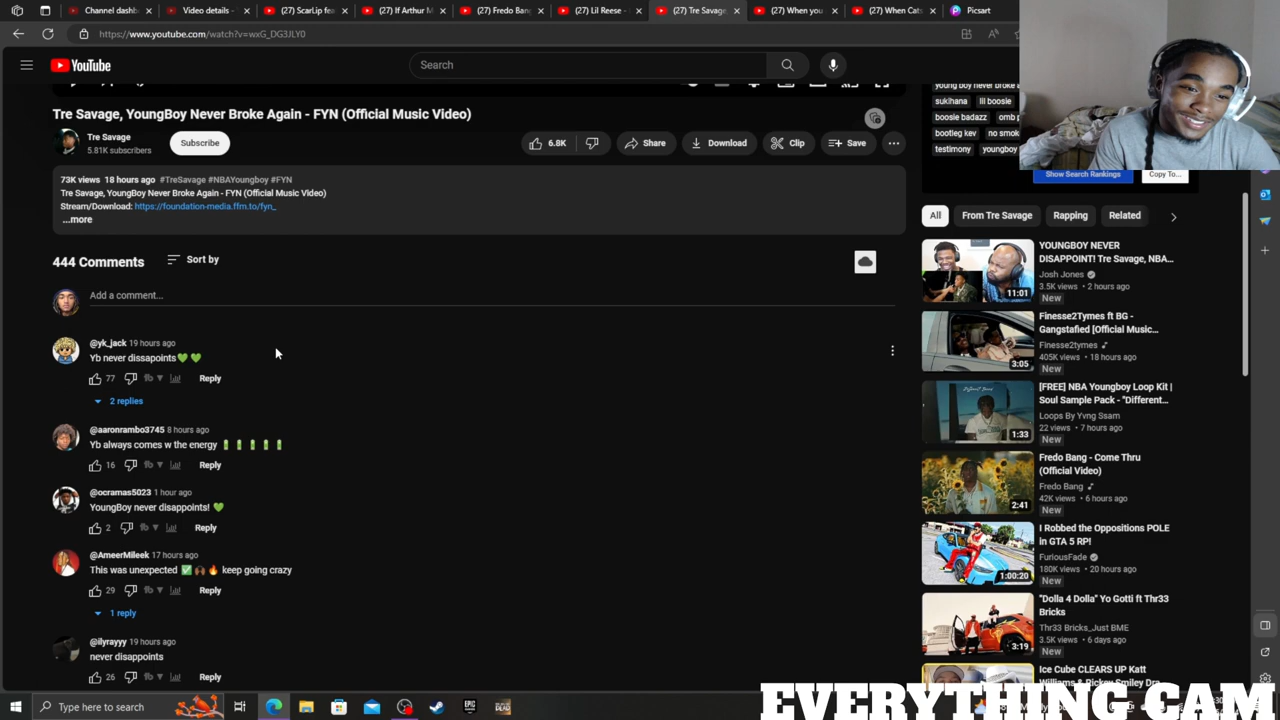 Channel dashb
Video details -
(27) ScarLip fe
(27) If Arthur M
(27) Fredo Ban
(27) Lil Reese -
(27) Tre Savage,
(27) When you
(27) When Cats
Picsart
https://www.youtube.com/watch?v=wxG_DG3JLY0
YouTube
Search
Tre Savage, YoungBoy Never Broke Again - FYN (Official Music Video)
Tre Savage
5.81K subscribers
Subscribe
6.8K
Share
Download
Clip
Save
73K views 18 hours ago #TreSavage #NBAYoungboy #FYN
Tre Savage, YoungBoy Never Broke Again - FYN (Official Music Video)
Stream/Download: https://foundation-media.ffm.to/fyn_
...more
444 Comments
Sort by
Add a comment...
@yk_jack 19 hours ago
Yb never dissapoints💚 💚
77
Reply
2 replies
@aaronrambo3745 8 hours ago
Yb always comes w the energy 🔋 🔋 🔋 🔋 🔋
16
Reply
@ocramas5023 1 hour ago
YoungBoy never disappoints! 💚
2
Reply
@AmeerMileek 17 hours ago
This was unexpected ✅ 🙌🏾 🔥 keep going crazy
29
Reply
1 reply
@ilyrayyy 19 hours ago
never disappoints
26
Reply
young boy never broke a
sukihana
lil boosie
boosie badazz
omb p
bootleg kev
no smok
testimony
youngboy
Show Search Rankings
Copy To...
All
From Tre Savage
Rapping
Related
11:01
YOUNGBOY NEVER
DISAPPOINT! Tre Savage, NBA...
Josh Jones
3.5K views • 2 hours ago
New
3:05
Finesse2Tymes ft BG -
Gangstafied [Official Music...
Finesse2tymes
405K views • 18 hours ago
New
1:33
[FREE] NBA Youngboy Loop Kit |
Soul Sample Pack - "Different...
Loops By Yvng Ssam
22 views • 7 hours ago
New
2:41
Fredo Bang - Come Thru
(Official Video)
Fredo Bang
42K views • 6 hours ago
New
1:00:20
I Robbed the Oppositions POLE
in GTA 5 RP!
FuriousFade
180K views • 20 hours ago
New
3:19
"Dolla 4 Dolla" Yo Gotti ft Thr33
Bricks
Thr33 Bricks_Just BME
3.5K views • 6 days ago
New
Ice Cube CLEARS UP Katt
Williams & Rickey Smiley Dra
Type here to search
EPIC
EVERYTHING CAM